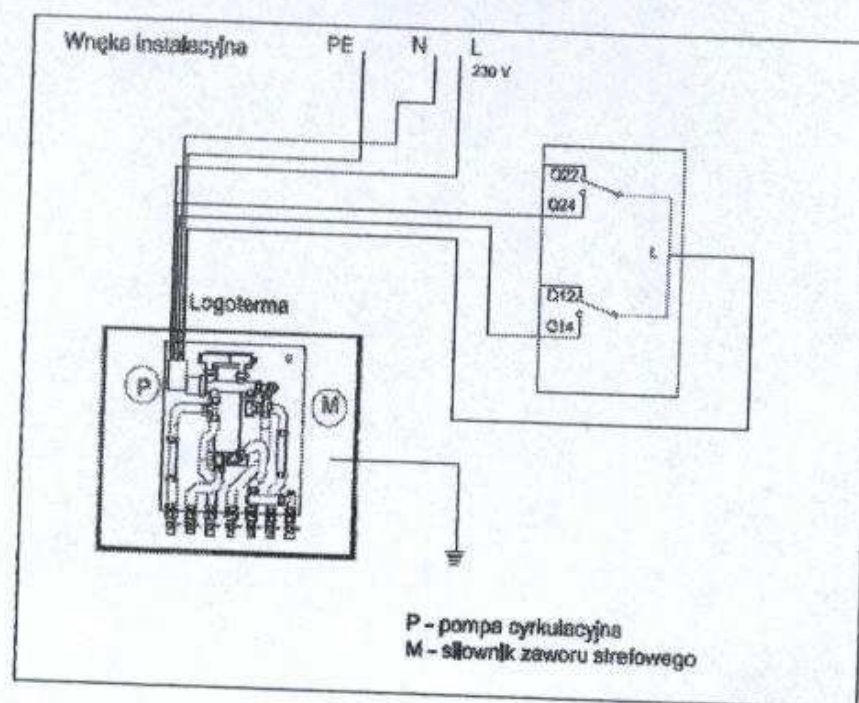 Wnęka instalacyjna
PE N L
230 V
Q22
Q24
L
Q12
Q14
Logoterma
P
M
P - pompa cyrkulacyjna
M - siłownik zaworu strefowego